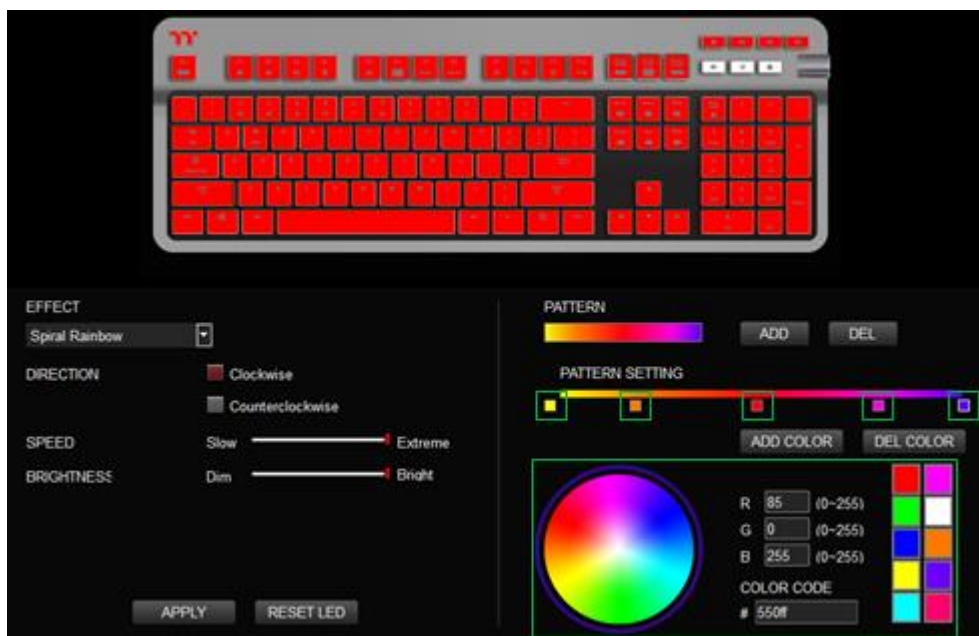 EFFECT
Spiral Rainbow
DIRECTION
Clockwise
Counterclockwise
SPEED
Slow
Extreme
BRIGHTNESS
Dim
Bright
APPLY
RESET LED
PATTERN
ADD
DEL
PATTERN SETTING
ADD COLOR
DEL COLOR
R 85 (0~255)
G 0 (0~255)
B 255 (0~255)
COLOR CODE
# 550ff